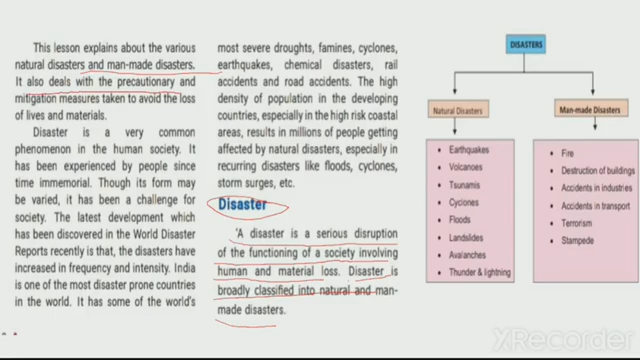 This lesson explains about the various
natural disasters and man-made disasters.
It also deals with the precautionary and
mitigation measures taken to avoid the loss
of lives and materials.
Disaster is a very common
phenomenon in the human society. It
has been experienced by people since
time immemorial. Though its form may
be varied, it has been a challenge for
society. The latest development which
has been discovered in the World Disaster
Reports recently is that, the disasters have
increased in frequency and intensity. India
is one of the most disaster prone countries
in the world. It has some of the world's
most severe droughts, famines, cyclones,
earthquakes, chemical disasters, rail
accidents and road accidents. The high
density of population in the developing
countries, especially in the high risk coastal
areas, results in millions of people getting
affected by natural disasters, especially in
recurring disasters like floods, cyclones,
storm surges, etc.
Disaster
'A disaster is a serious disruption
of the functioning of a society involving
human and material loss. Disaster is
broadly classified into natural and man-
made disasters.
DISASTERS
Natural Disasters
• Earthquakes
• Volcanoes
• Tsunamis
• Cyclones
• Floods
• Landslides
• Avalanches
• Thunder & lightning
Man-made Disasters
• Fire
• Destruction of buildings
• Accidents in industries
• Accidents in transport
• Terrorism
• Stampede
XRecorder